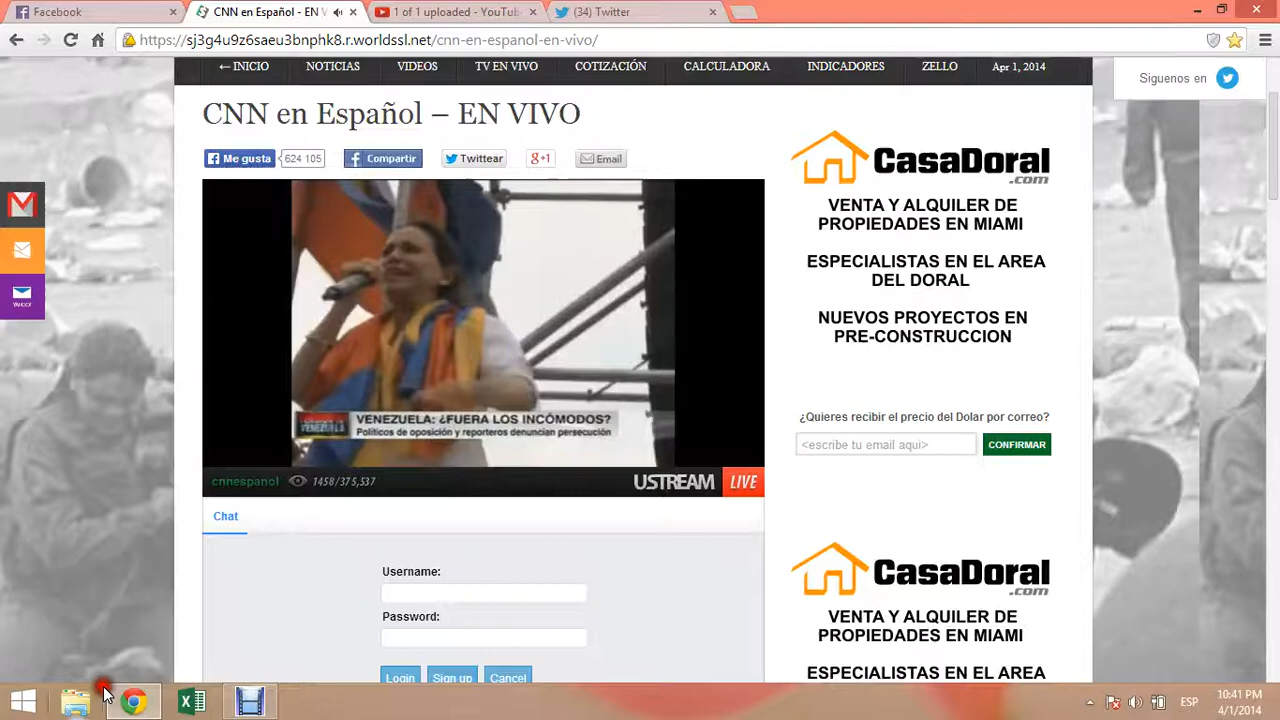 Facebook
CNN en Español - EN V
1 of 1 uploaded - YouTub
(34) Twitter
https://sj3g4u9z6saeu3bnphk8.r.worldssl.net/cnn-en-espanol-en-vivo/
← INICIO
NOTICIAS
VIDEOS
TV EN VIVO
COTIZACIÓN
CALCULADORA
INDICADORES
ZELLO
Apr 1, 2014
Siguenos en
CNN en Español – EN VIVO
Me gusta
624 105
Compartir
Twittear
g+1
Email
VENEZUELA: ¿FUERA LOS INCÓMODOS?
Políticos de oposición y reporteros denuncian persecución
cnnespanol
1458/375,537
USTREAM
LIVE
Chat
Username:
Password:
Login
Sign up
Cancel
CasaDoral
.com
VENTA Y ALQUILER DE
PROPIEDADES EN MIAMI
ESPECIALISTAS EN EL AREA
DEL DORAL
NUEVOS PROYECTOS EN
PRE-CONSTRUCCION
¿Quieres recibir el precio del Dolar por correo?
<escribe tu email aqui>
CONFIRMAR
CasaDoral
.com
VENTA Y ALQUILER DE
PROPIEDADES EN MIAMI
ESPECIALISTAS EN EL AREA
ESP
10:41 PM
4/1/2014